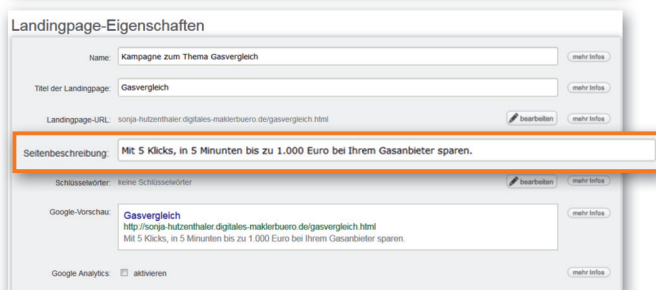 Landingpage-Eigenschaften
Name: Kampagne zum Thema Gasvergleich mehr Infos
Titel der Landingpage: Gasvergleich mehr Infos
Landingpage-URL: sonja-hutzenthaler.digitales-maklerbuero.de/gasvergleich.html bearbeiten mehr Infos
Seitenbeschreibung: Mit 5 Klicks, in 5 Minunten bis zu 1.000 Euro bei Ihrem Gasanbieter sparen.
Schlüsselwörter: keine Schlüsselwörter bearbeiten mehr Infos
Google-Vorschau: Gasvergleich mehr Infos
http://sonja-hutzenthaler.digitales-maklerbuero.de/gasvergleich.html
Mit 5 Klicks, in 5 Minunten bis zu 1.000 Euro bei Ihrem Gasanbieter sparen.
Google Analytics: aktivieren mehr Infos